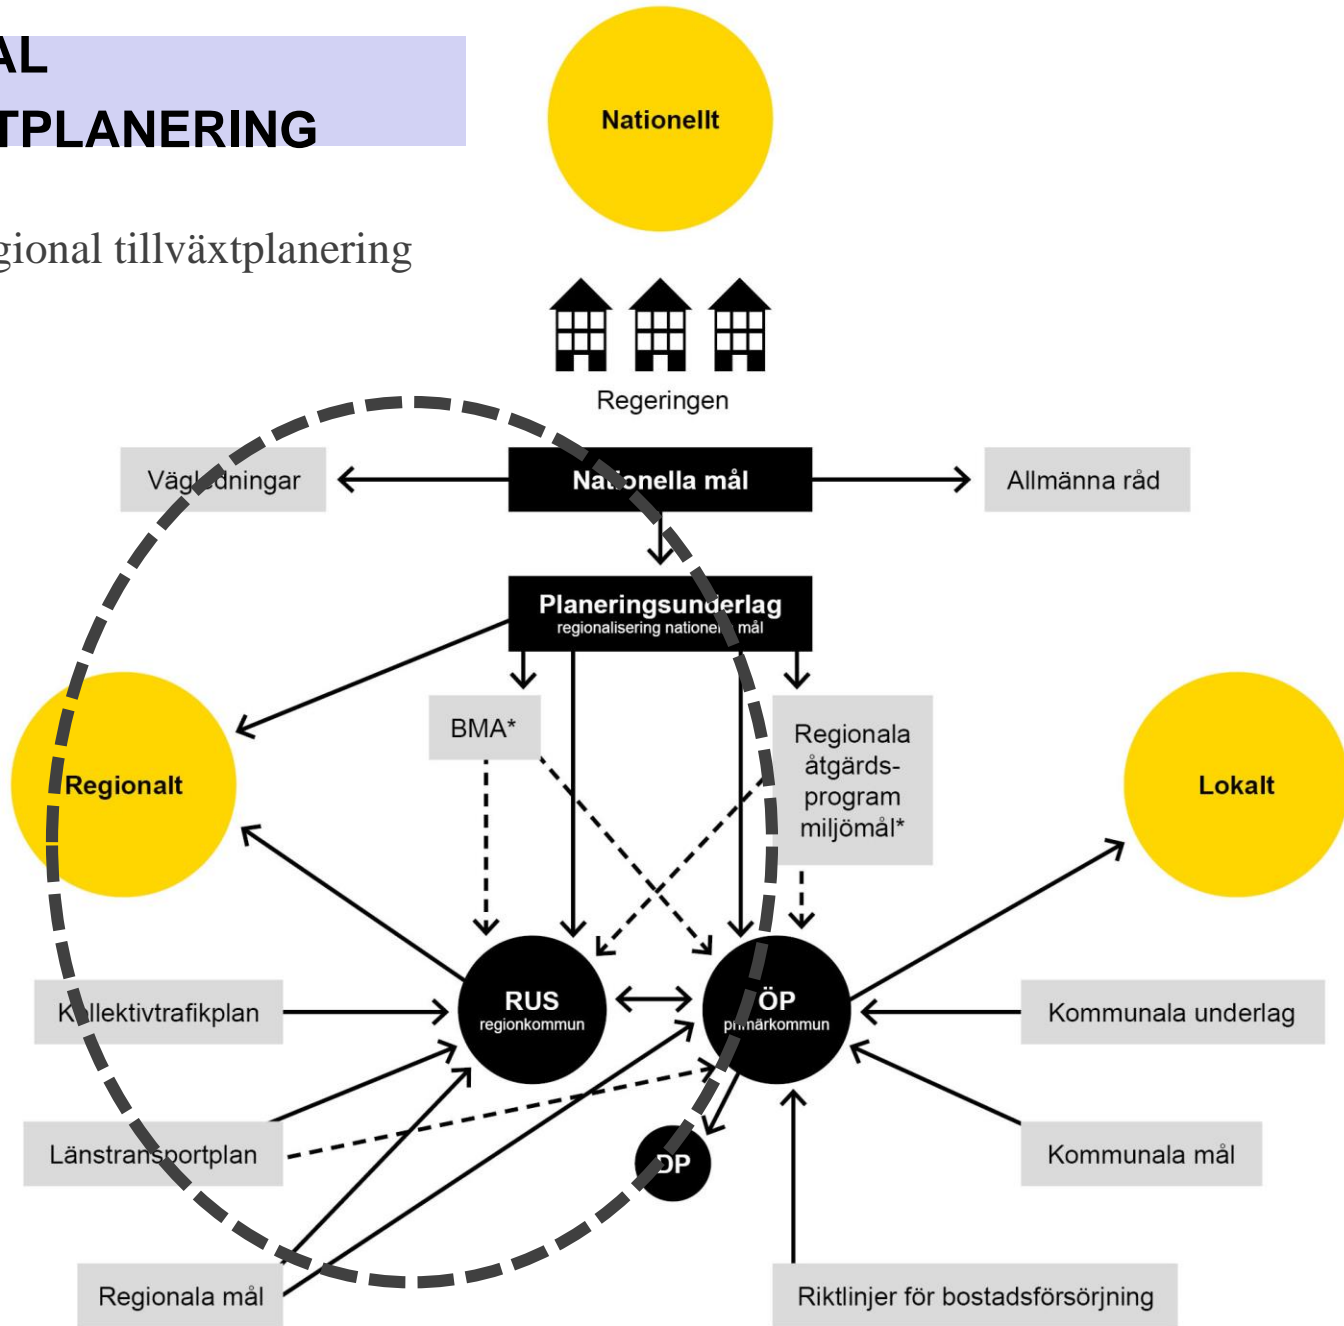 AL
TPLANERING
gional tillväxtplanering
Nationellt
Regeringen
Vägledningar
Nationella mål
Allmänna råd
Planeringsunderlag
regionalisering nationella mål
BMA*
Regionala
åtgärds-
program
miljömål*
Regionalt
Lokalt
Kollektivtrafikplan
RUS
regionkommun
ÖP
primärkommun
Kommunala underlag
Länstransportplan
DP
Kommunala mål
Regionala mål
Riktlinjer för bostadsförsörjning